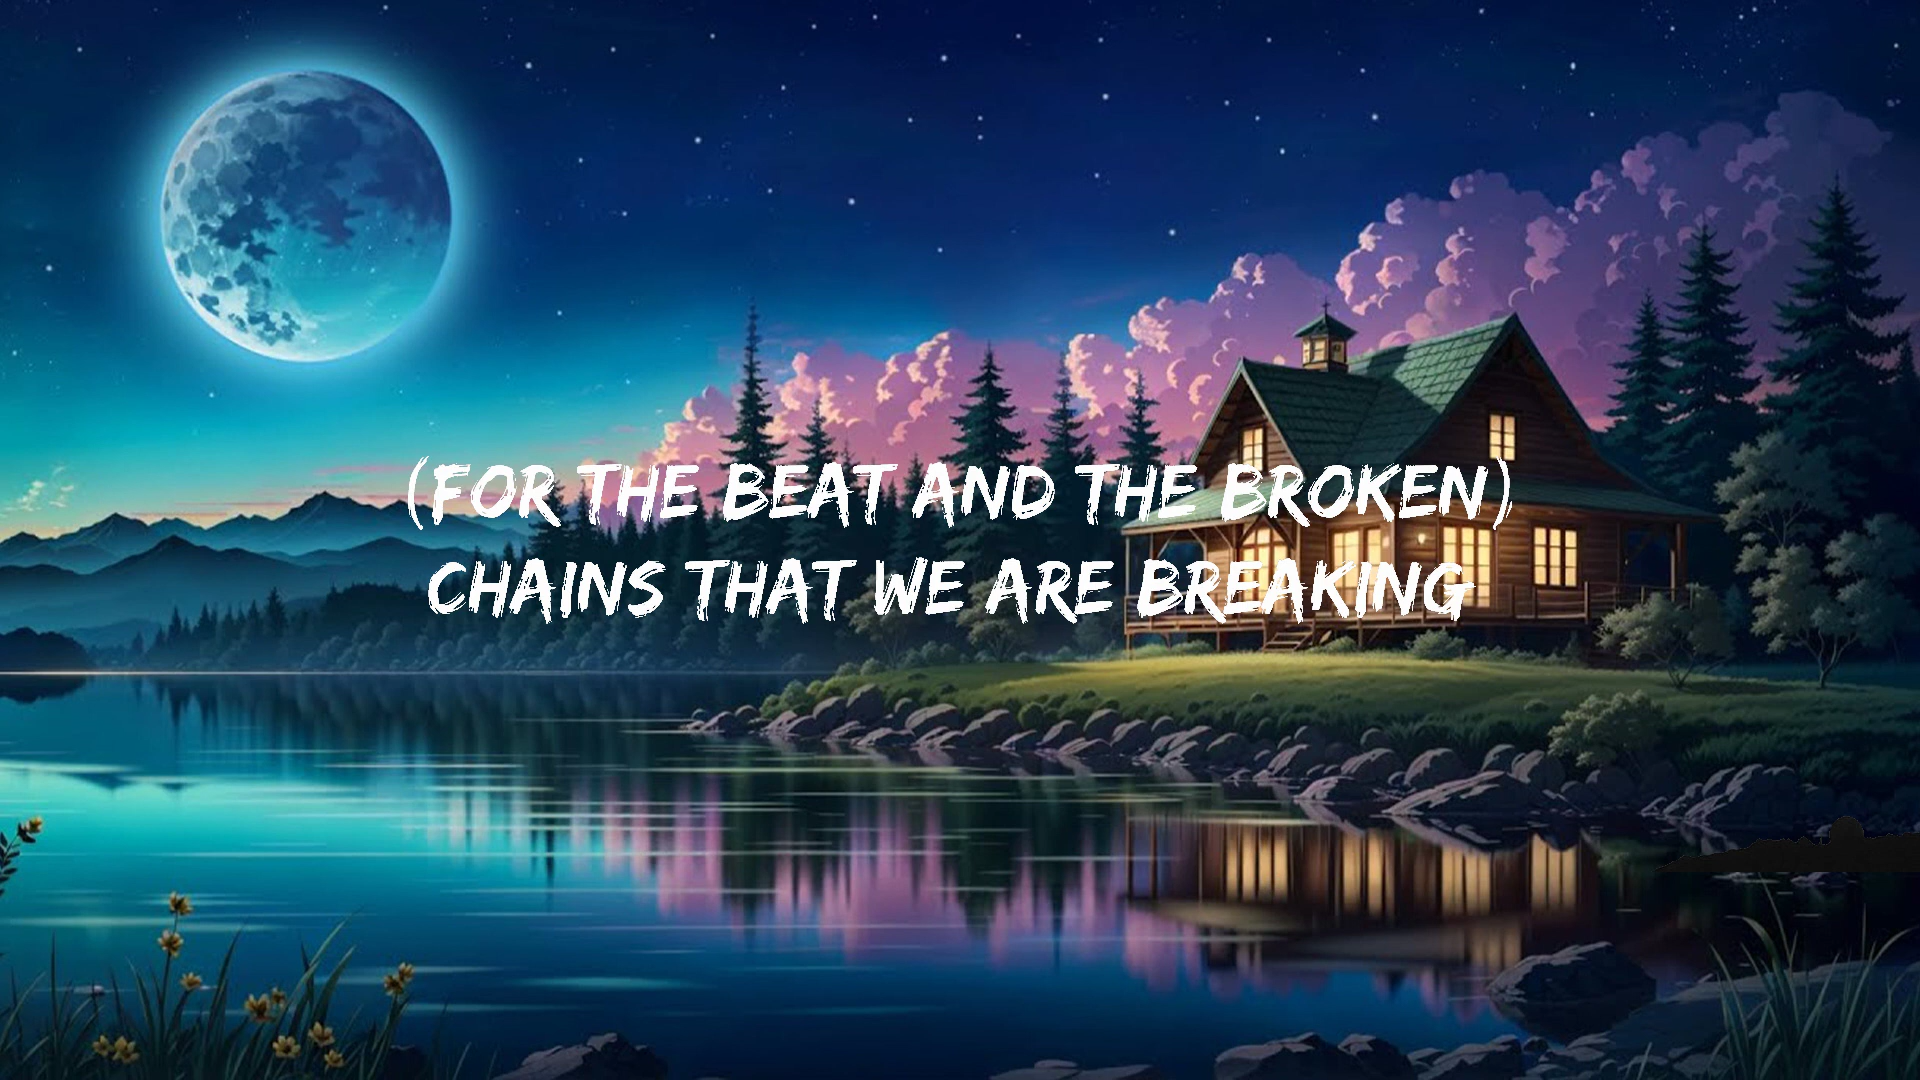 (FOR THE BEAT AND THE BROKEN)
CHAINS THAT WE ARE BREAKING